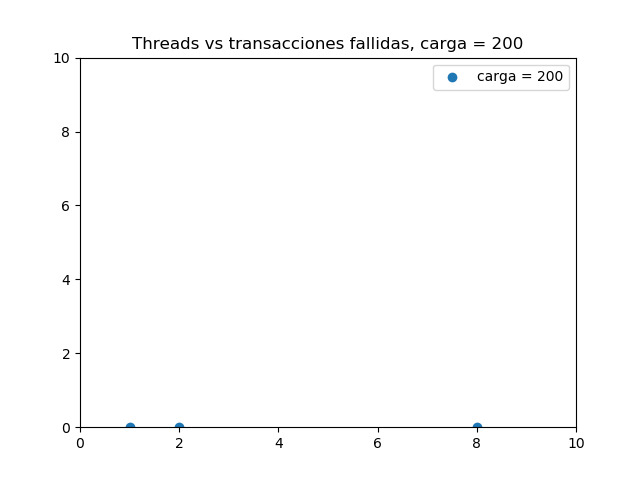 Threads vs transacciones fallidas, carga = 200
carga = 200
10
8
6
4
2
0
0 2 4 6 8 10